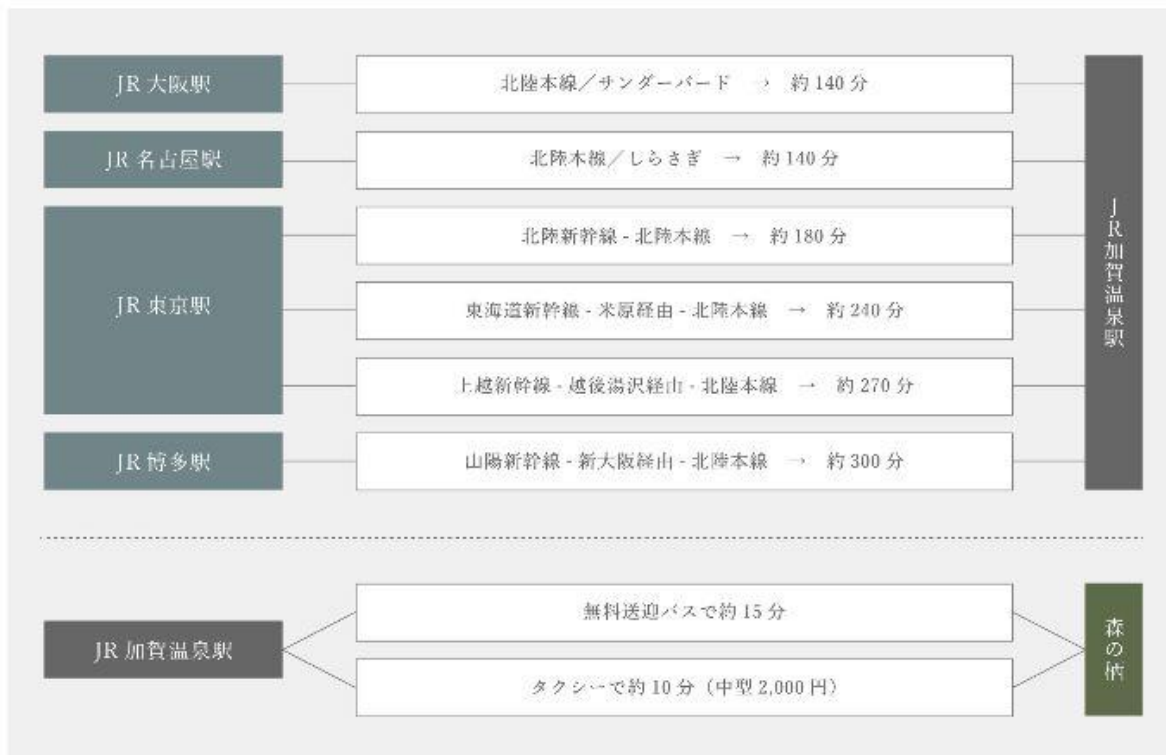 JR 大阪駅
北陸本線／サンダーバード → 約 140 分
JR 名古屋駅
北陸本線／しらさぎ → 約 140 分
JR 東京駅
北陸新幹線 - 北陸本線 → 約 180 分
東海道新幹線 - 米原経由 - 北陸本線 → 約 240 分
上越新幹線 - 越後湯沢経由 - 北陸本線 → 約 270 分
JR 博多駅
山陽新幹線 - 新大阪経由 - 北陸本線 → 約 300 分
JR加賀温泉駅
JR 加賀温泉駅
無料送迎バスで約 15 分
タクシーで約 10 分（中型 2,000 円）
森の栖